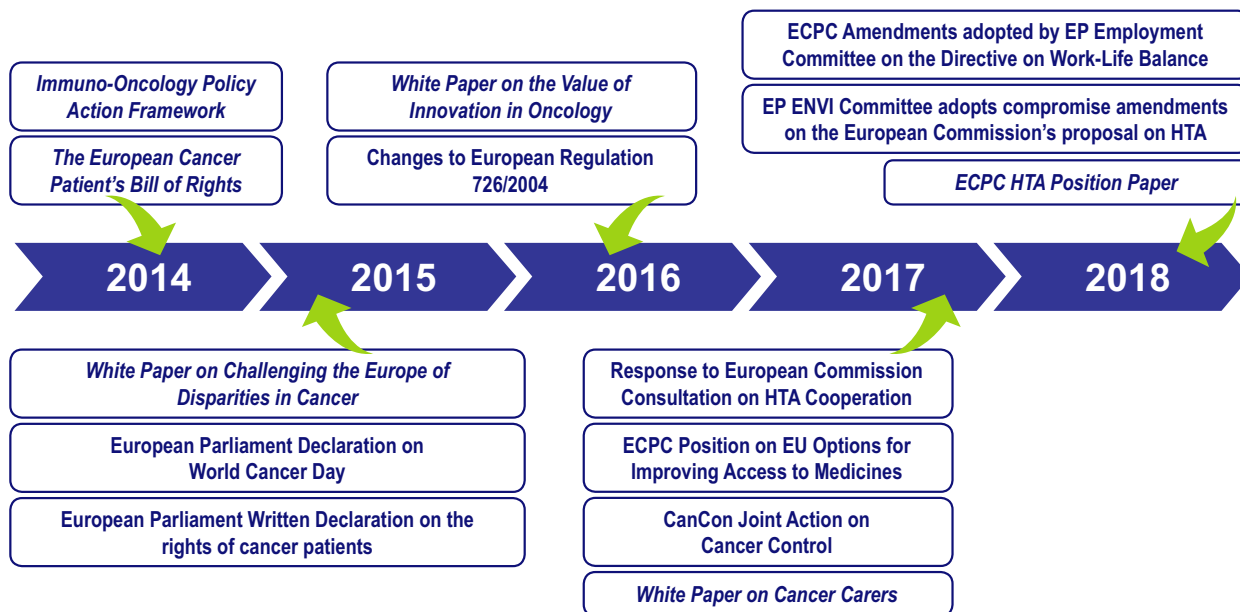 Immuno-Oncology Policy
Action Framework
The European Cancer
Patient's Bill of Rights
White Paper on the Value of
Innovation in Oncology
Changes to European Regulation
726/2004
ECPC Amendments adopted by EP Employment
Committee on the Directive on Work-Life Balance
EP ENVI Committee adopts compromise amendments
on the European Commission's proposal on HTA
ECPC HTA Position Paper
2014
2015
2016
2017
2018
White Paper on Challenging the Europe of
Disparities in Cancer
European Parliament Declaration on
World Cancer Day
European Parliament Written Declaration on the
rights of cancer patients
Response to European Commission
Consultation on HTA Cooperation
ECPC Position on EU Options for
Improving Access to Medicines
CanCon Joint Action on
Cancer Control
White Paper on Cancer Carers